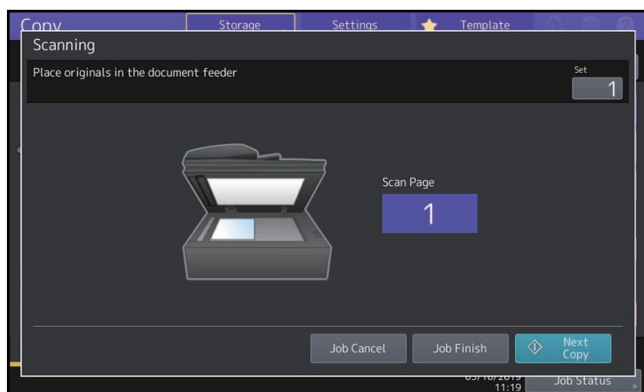 Copy Storage Settings Template
Scanning
Place originals in the document feeder
Set
1
Scan Page
1
Job Cancel Job Finish Next
Copy
11:19 Job Status